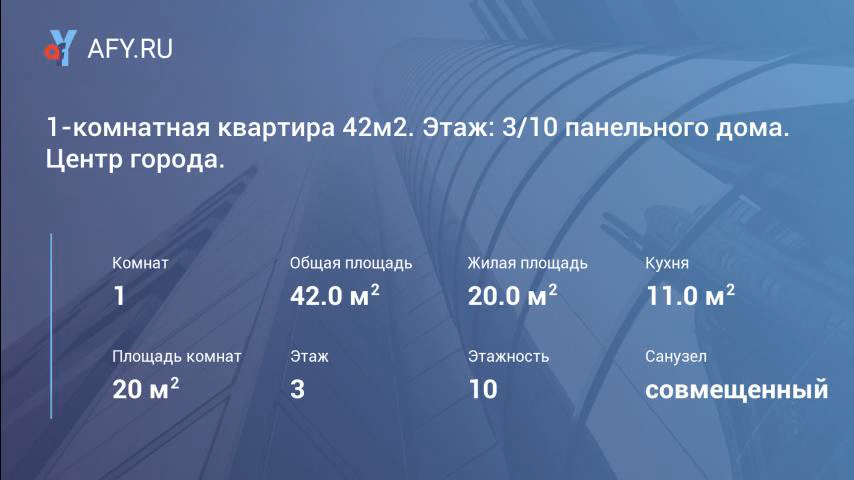 AFY.RU
1-комнатная квартира 42м2. Этаж: 3/10 панельного дома.
Центр города.
Комнат
1
Общая площадь
42.0 м²
Жилая площадь
20.0 м²
Кухня
11.0 м²
Площадь комнат
20 м²
Этаж
3
Этажность
10
Санузел
совмещенный